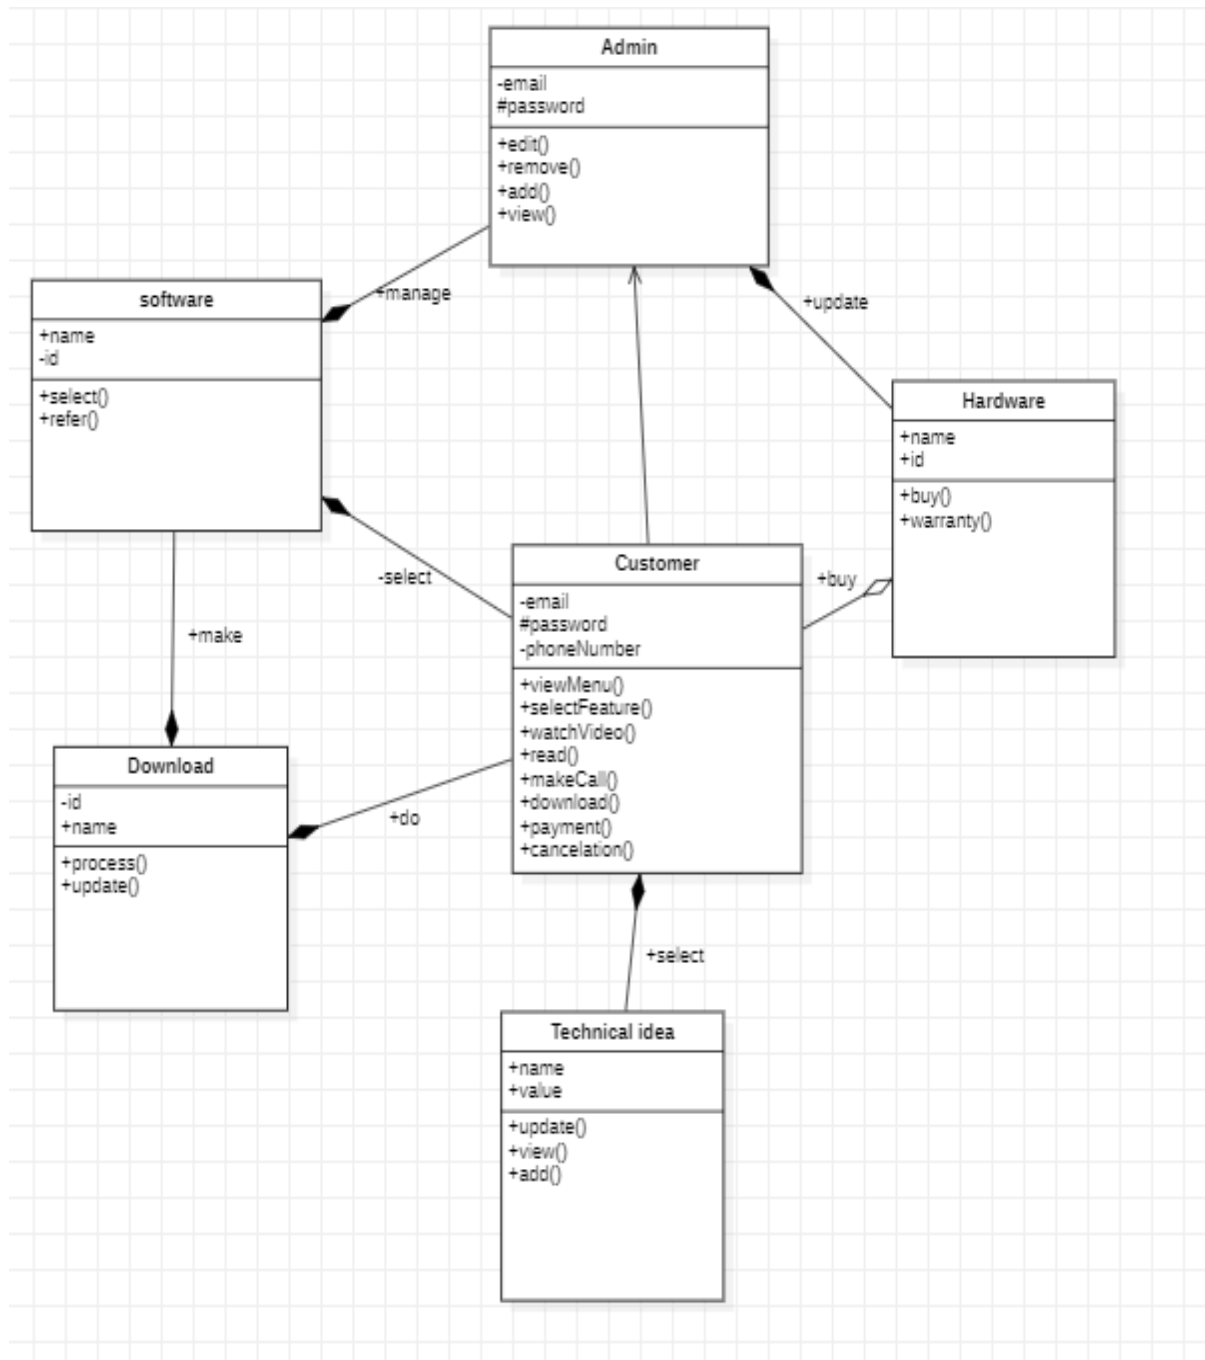 Admin
-email
#password
+edit()
+remove()
+add()
+view()
+manage
+update
software
+name
-id
+select()
+refer()
Hardware
+name
+id
+buy()
+warranty()
-select
+buy
+make
Customer
-email
#password
-phoneNumber
+viewMenu()
+selectFeature()
+watchVideo()
+read()
+makeCall()
+download()
+payment()
+cancelation()
Download
-id
+name
+process()
+update()
+do
+select
Technical idea
+name
+value
+update()
+view()
+add()